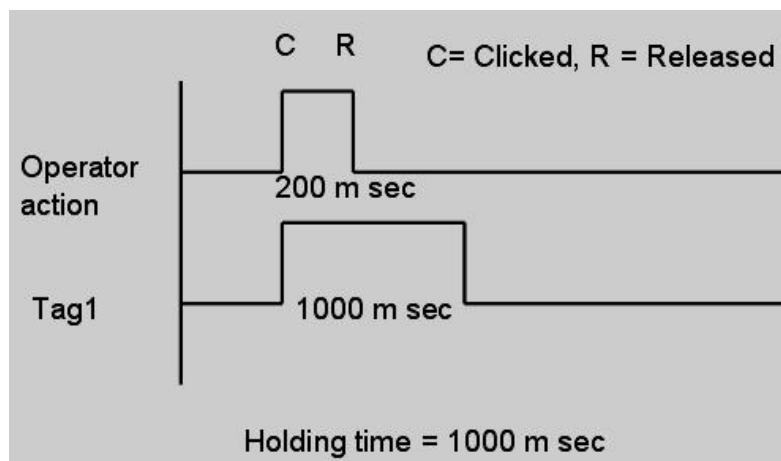 C R
C= Clicked, R = Released
Operator
action
200 m sec
Tag1
1000 m sec
Holding time = 1000 m sec